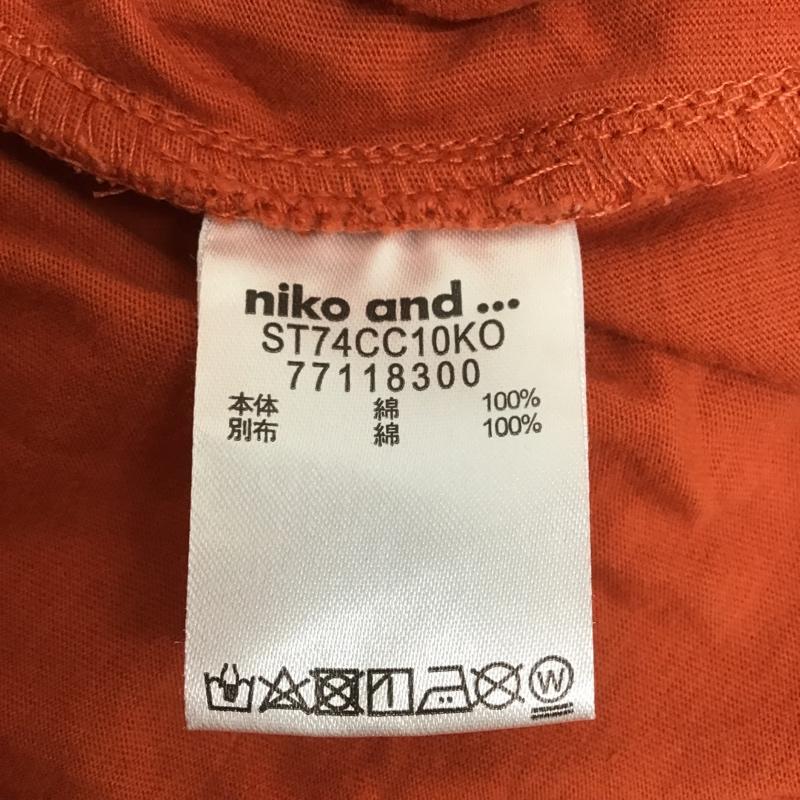 niko and ...
ST74CC10KO
77118300
本体 綿 100%
別布 綿 100%
W